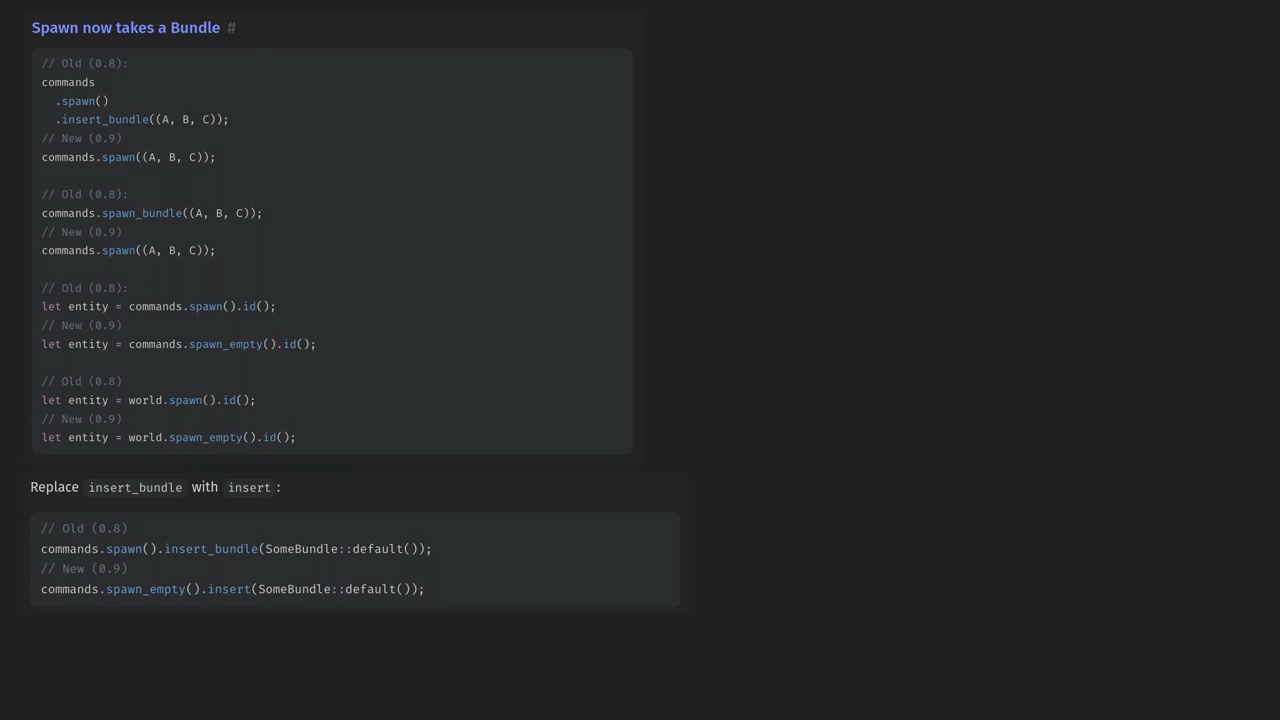 Spawn now takes a Bundle #
// Old (0.8):
commands
.spawn()
.insert_bundle((A, B, C));
// New (0.9)
commands.spawn((A, B, C));
// Old (0.8):
commands.spawn_bundle((A, B, C));
// New (0.9)
commands.spawn((A, B, C));
// Old (0.8):
let entity = commands.spawn().id();
// New (0.9)
let entity = commands.spawn_empty().id();
// Old (0.8)
let entity = world.spawn().id();
// New (0.9)
let entity = world.spawn_empty().id();
Replace insert_bundle with insert:
// Old (0.8)
commands.spawn().insert_bundle(SomeBundle::default());
// New (0.9)
commands.spawn_empty().insert(SomeBundle::default());